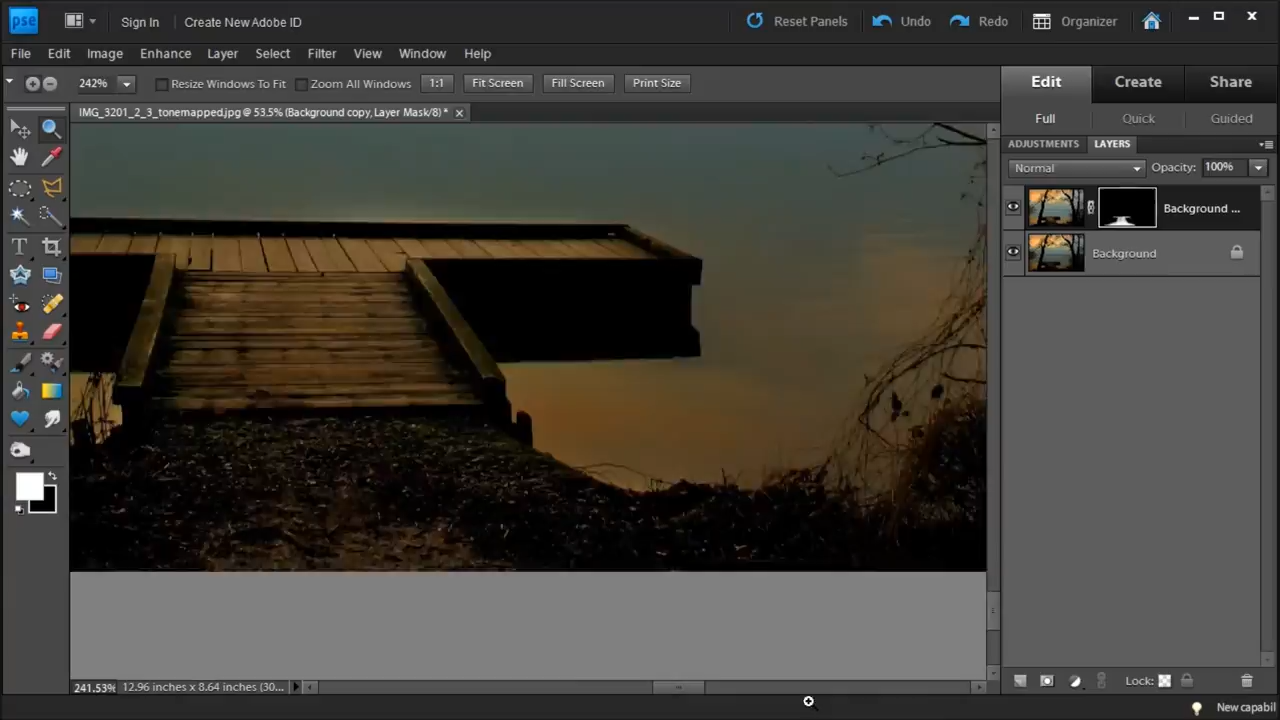 pse Sign In Create New Adobe ID Reset Panels Undo Redo Organizer
File Edit Image Enhance Layer Select Filter View Window Help
242% Resize Windows To Fit Zoom All Windows 1:1 Fit Screen Fill Screen Print Size
Edit Create Share
IMG_3201_2_3_tonemapped.jpg @ 53.5% (Background copy, Layer Mask/8) *
Full Quick Guided
ADJUSTMENTS LAYERS
Normal Opacity: 100%
Background ...
Background
T
Lock:
241.53% 12.96 inches x 8.64 inches (30...
New capabil